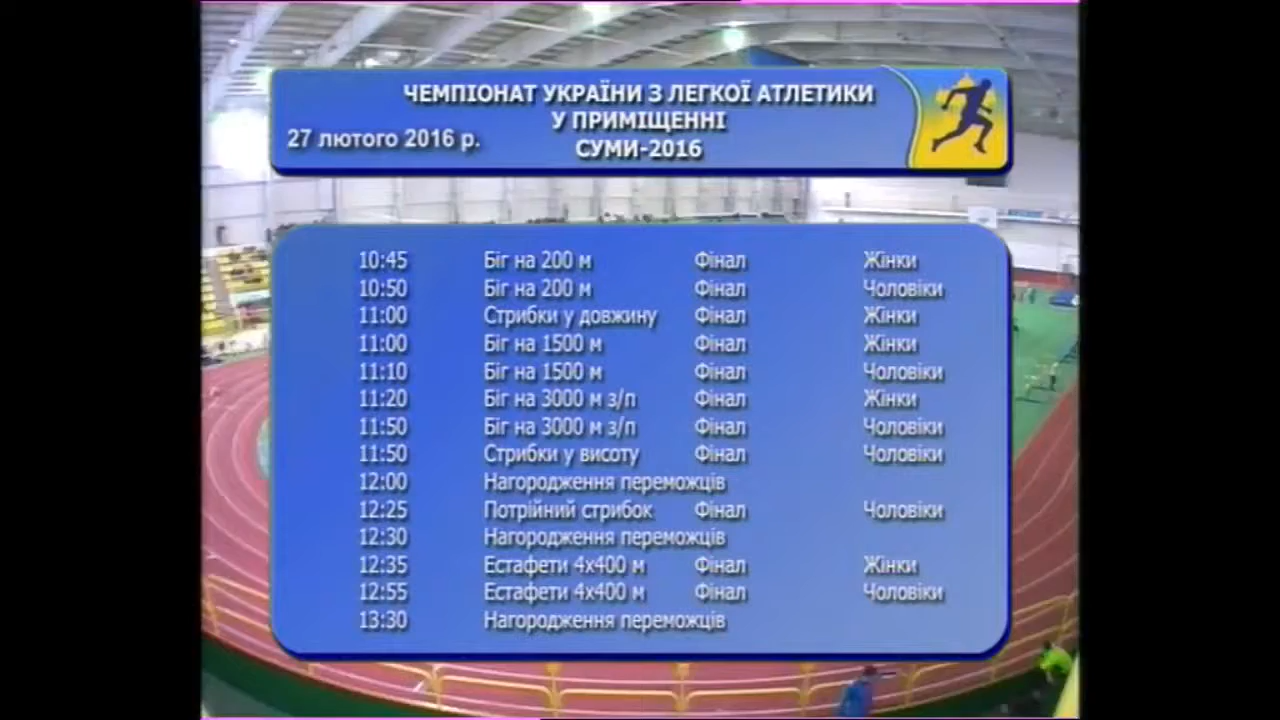 ЧЕМПІОНАТ УКРАЇНИ З ЛЕГКОЇ АТЛЕТИКИ
У ПРИМІЩЕННІ
27 лютого 2016 р.
СУМИ-2016
10:45 Біг на 200 м Фінал Жінки
10:50 Біг на 200 м Фінал Чоловіки
11:00 Стрибки у довжину Фінал Жінки
11:00 Біг на 1500 м Фінал Жінки
11:10 Біг на 1500 м Фінал Чоловіки
11:20 Біг на 3000 м з/п Фінал Жінки
11:50 Біг на 3000 м з/п Фінал Чоловіки
11:50 Стрибки у висоту Фінал Чоловіки
12:00 Нагородження переможців
12:25 Потрійний стрибок Фінал Чоловіки
12:30 Нагородження переможців
12:35 Естафети 4х400 м Фінал Жінки
12:55 Естафети 4х400 м Фінал Чоловіки
13:30 Нагородження переможців